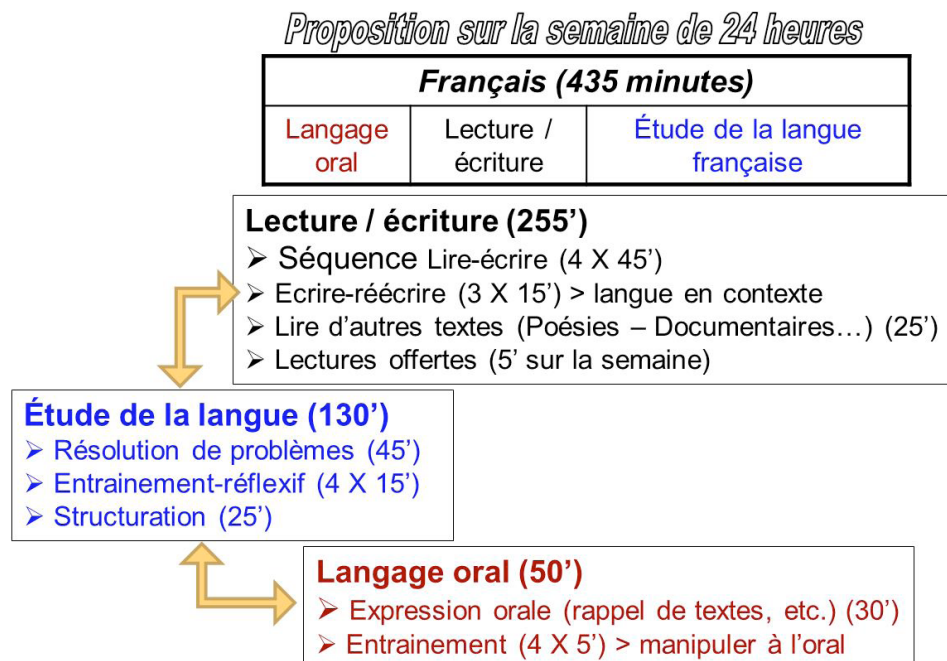 Proposition sur la semaine de 24 heures
Français (435 minutes)
Langage oral
Lecture / écriture
Étude de la langue française
Lecture / écriture (255’)
➢ Séquence Lire-écrire (4 X 45’)
➢ Ecrire-réécrire (3 X 15’) > langue en contexte
➢ Lire d’autres textes (Poésies – Documentaires…) (25’)
➢ Lectures offertes (5’ sur la semaine)
Étude de la langue (130’)
➢ Résolution de problèmes (45’)
➢ Entrainement-réflexif (4 X 15’)
➢ Structuration (25’)
Langage oral (50’)
➢ Expression orale (rappel de textes, etc.) (30’)
➢ Entrainement (4 X 5’) > manipuler à l’oral